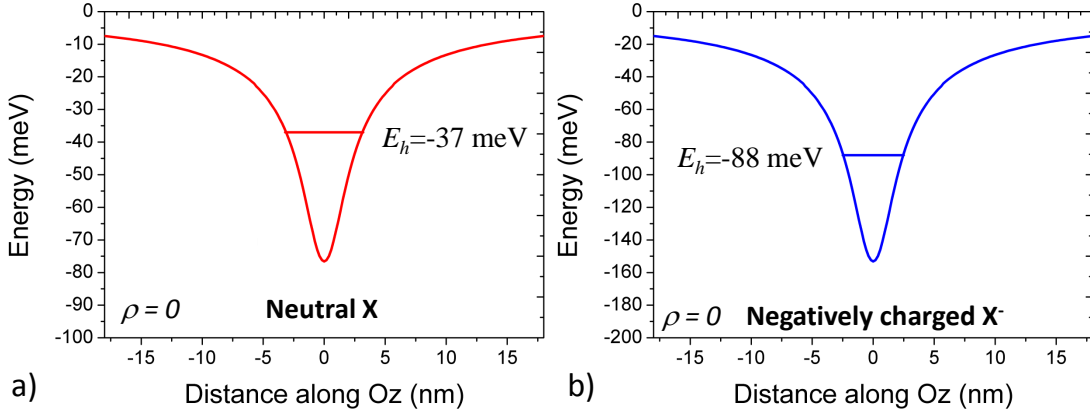 0
-10
-20
-30
-40
-50
-60
-70
-80
-90
-100
Energy (meV)
E_h=-37 meV
ρ = 0 Neutral X
-15 -10 -5 0 5 10 15
Distance along Oz (nm)
a)
0
-20
-40
-60
-80
-100
-120
-140
-160
-180
-200
Energy (meV)
E_h=-88 meV
ρ = 0 Negatively charged X⁻
-15 -10 -5 0 5 10 15
Distance along Oz (nm)
b)